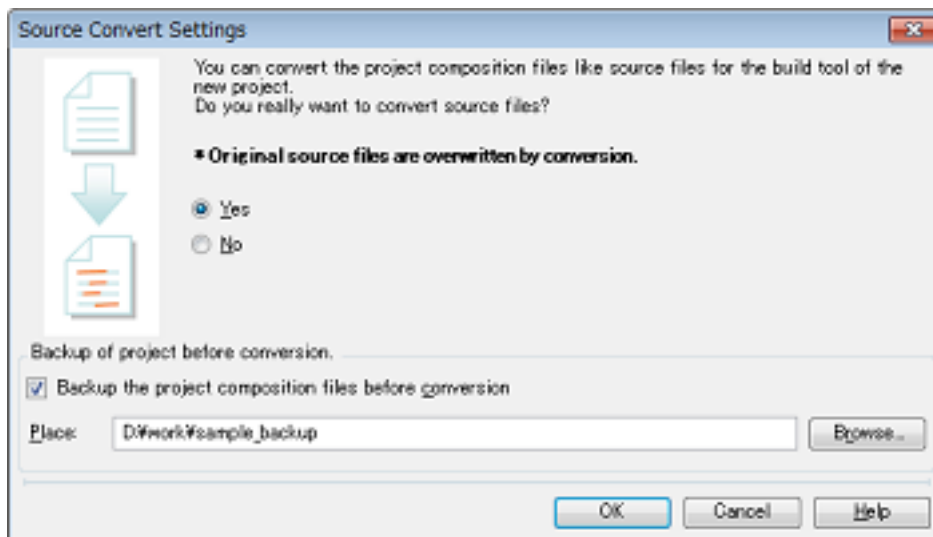 Source Convert Settings
You can convert the project composition files like source files for the build tool of the
new project.
Do you really want to convert source files?
* Original source files are overwritten by conversion.
Yes
No
Backup of project before conversion.
Backup the project composition files before conversion
Place: D:¥work¥sample_backup Browse...
OK Cancel Help